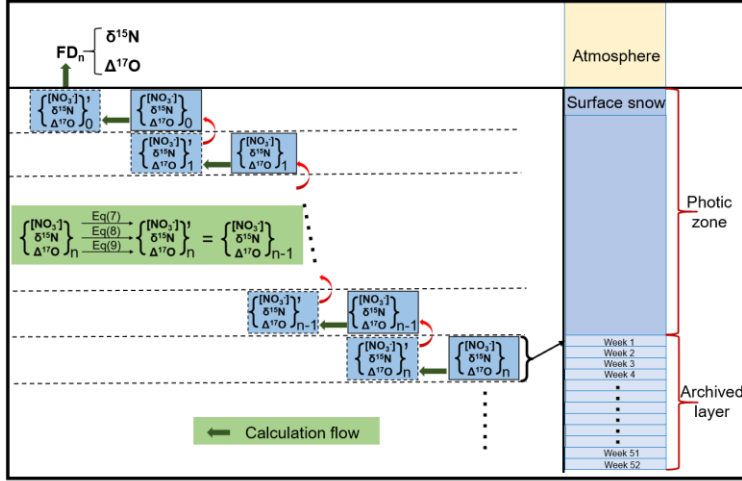 δ¹⁵N
FDₙ {
Δ¹⁷O
Atmosphere
{[NO₃⁻] δ¹⁵N Δ¹⁷O}'₀
{[NO₃⁻] δ¹⁵N Δ¹⁷O}₀
Surface snow
{[NO₃⁻] δ¹⁵N Δ¹⁷O}'₁
{[NO₃⁻] δ¹⁵N Δ¹⁷O}₁
Photic
zone
{[NO₃⁻] δ¹⁵N Δ¹⁷O}ₙ
Eq(7)
Eq(8)
Eq(9)
{[NO₃⁻] δ¹⁵N Δ¹⁷O}'ₙ = {[NO₃⁻] δ¹⁵N Δ¹⁷O}ₙ₋₁
{[NO₃⁻] δ¹⁵N Δ¹⁷O}'ₙ₋₁
{[NO₃⁻] δ¹⁵N Δ¹⁷O}ₙ₋₁
{[NO₃⁻] δ¹⁵N Δ¹⁷O}'ₙ
{[NO₃⁻] δ¹⁵N Δ¹⁷O}ₙ
Week 1
Week 2
Week 3
Week 4
Archived
layer
Calculation flow
Week 51
Week 52